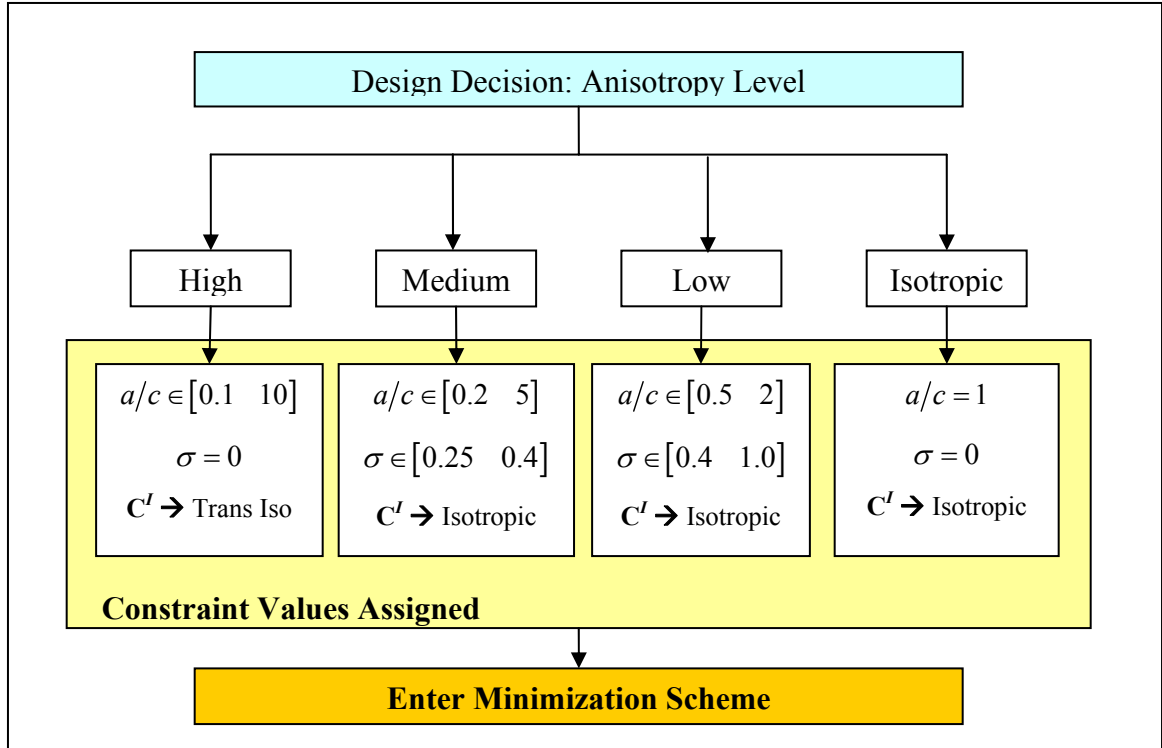 Design Decision: Anisotropy Level
High
Medium
Low
Isotropic
a/c ∈ [0.1 10]
σ = 0
C^I → Trans Iso
a/c ∈ [0.2 5]
σ ∈ [0.25 0.4]
C^I → Isotropic
a/c ∈ [0.5 2]
σ ∈ [0.4 1.0]
C^I → Isotropic
a/c = 1
σ = 0
C^I → Isotropic
Constraint Values Assigned
Enter Minimization Scheme